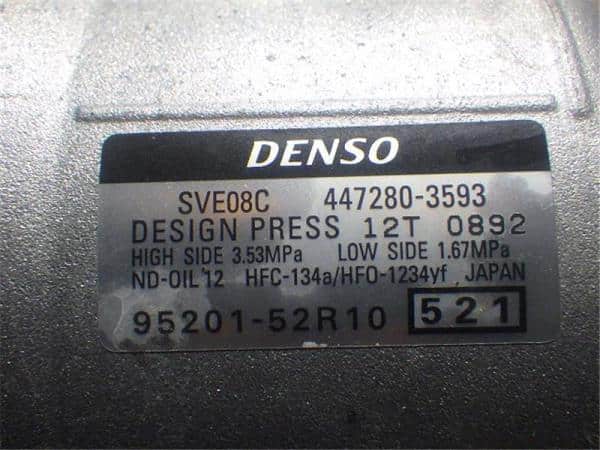 DENSO
SVE08C 447280-3593
DESIGN PRESS 12T 0892
HIGH SIDE 3.53MPa LOW SIDE 1.67MPa
ND-OIL 12 HFC-134a/HFO-1234yf JAPAN
95201-52R10 521